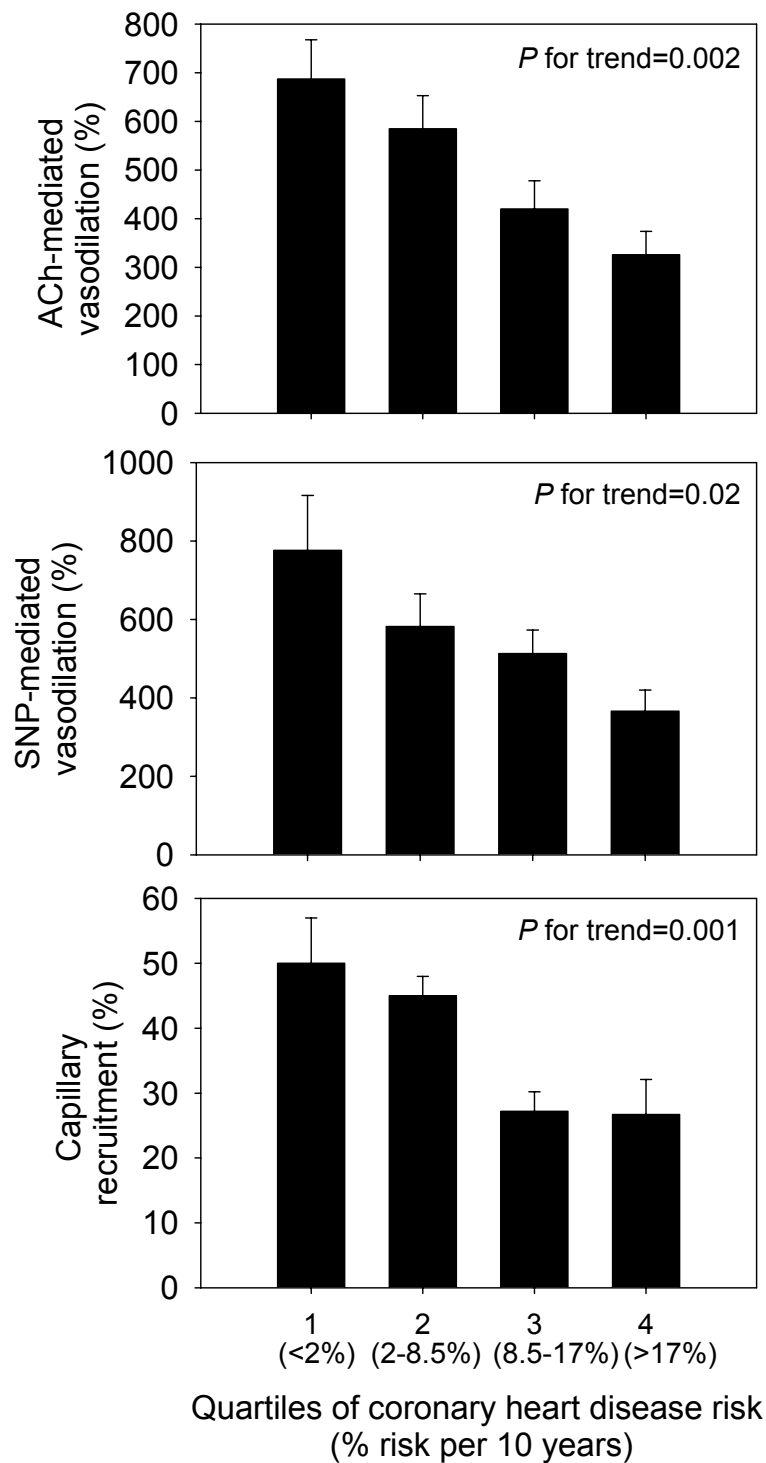 800
700
600
500
400
300
200
100
0
ACh-mediated
vasodilation (%)
P for trend=0.002
1000
800
600
400
200
0
SNP-mediated
vasodilation (%)
P for trend=0.02
60
50
40
30
20
10
0
Capillary
recruitment (%)
P for trend=0.001
1 2 3 4
(<2%) (2-8.5%) (8.5-17%) (>17%)
Quartiles of coronary heart disease risk
(% risk per 10 years)